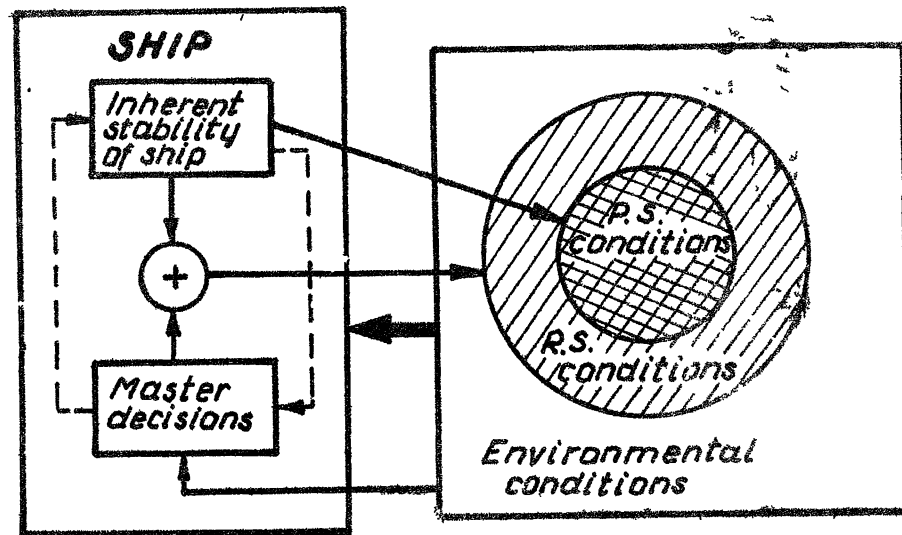 SHIP
Inherent
stability
of ship
+
Master
decisions
P.S.
conditions
R.S.
conditions
Environmental
conditions